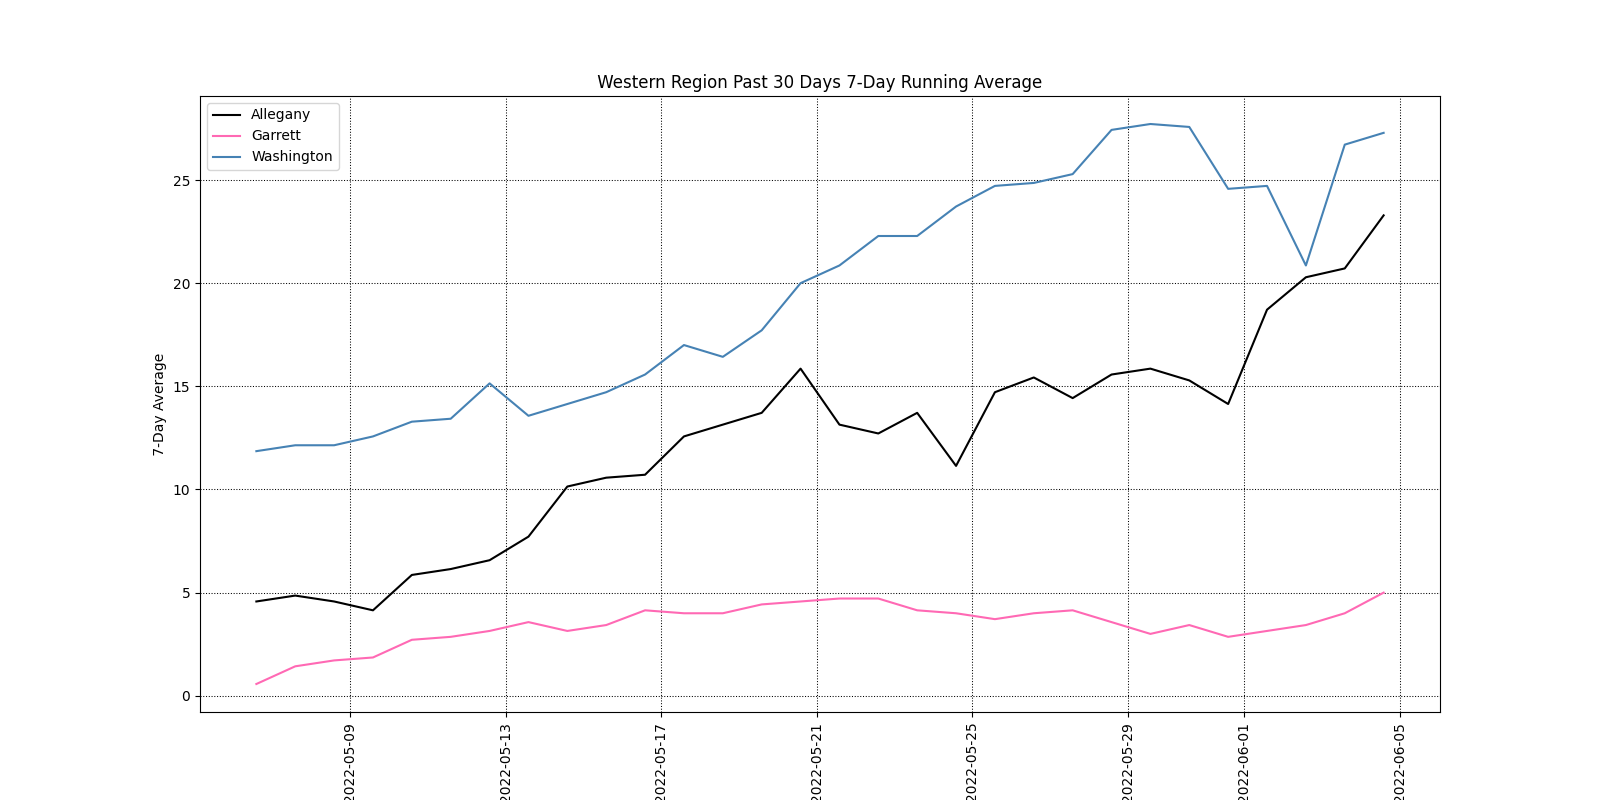 Western Region Past 30 Days 7-Day Running Average
Allegany
Garrett
Washington
7-Day Average
25
20
15
10
5
0
2022-05-09
2022-05-13
2022-05-17
2022-05-21
2022-05-25
2022-05-29
2022-06-01
2022-06-05